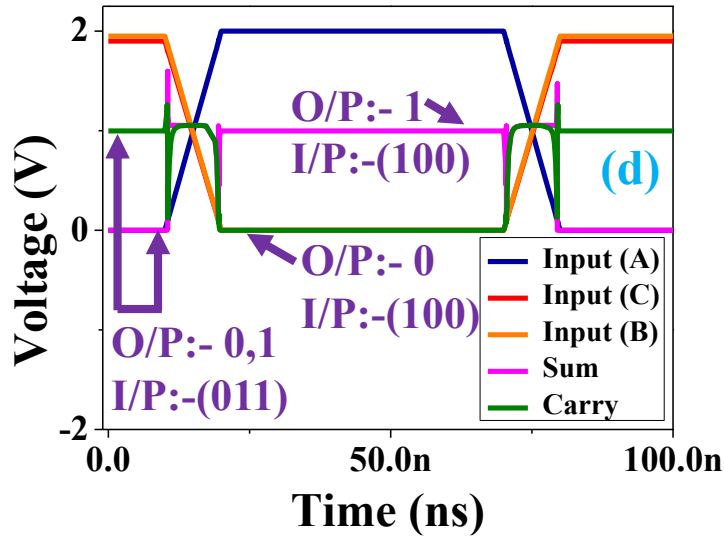 2
0
-2
Voltage (V)
O/P:- 1
I/P:-(100)
(d)
O/P:- 0
I/P:-(100)
O/P:- 0,1
I/P:-(011)
Input (A)
Input (C)
Input (B)
Sum
Carry
0.0
50.0n
100.0n
Time (ns)